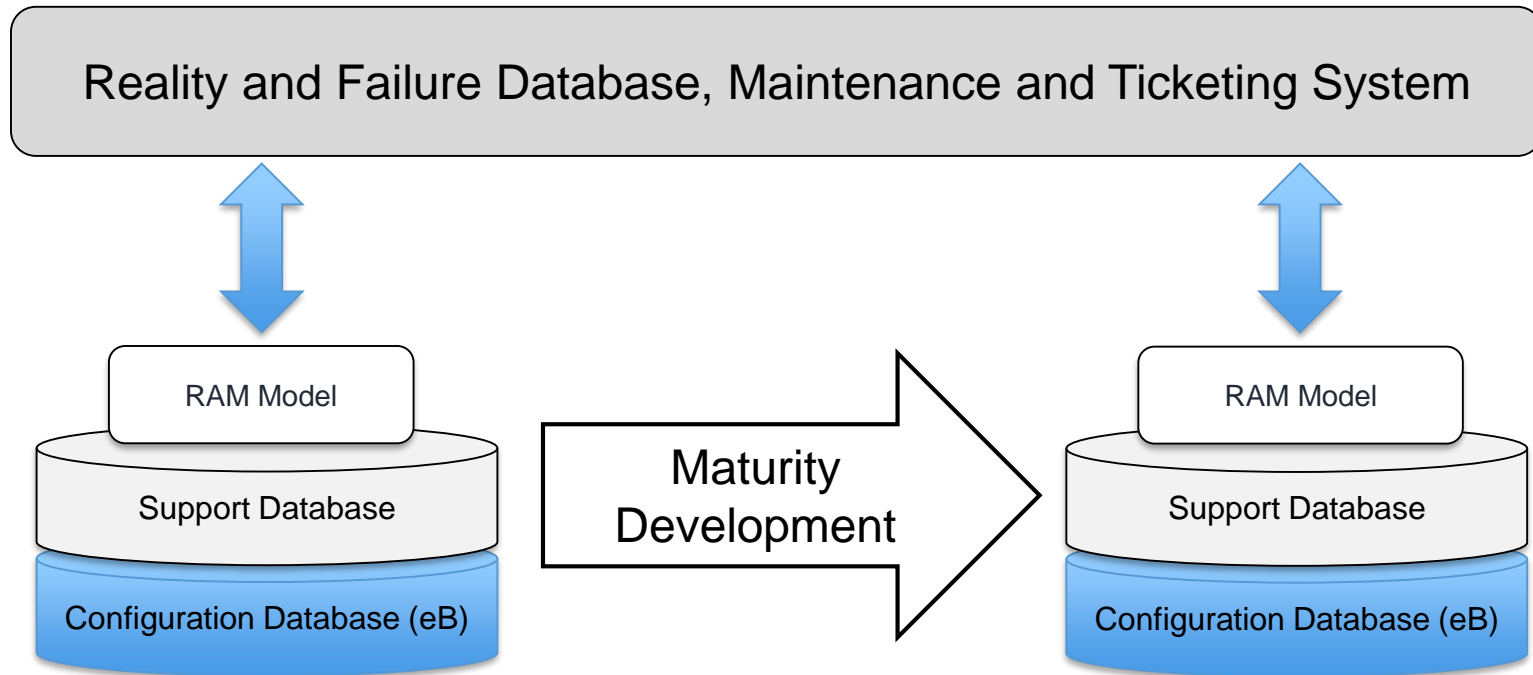 Reality and Failure Database, Maintenance and Ticketing System
RAM Model
Support Database
Configuration Database (eB)
Maturity
Development
RAM Model
Support Database
Configuration Database (eB)